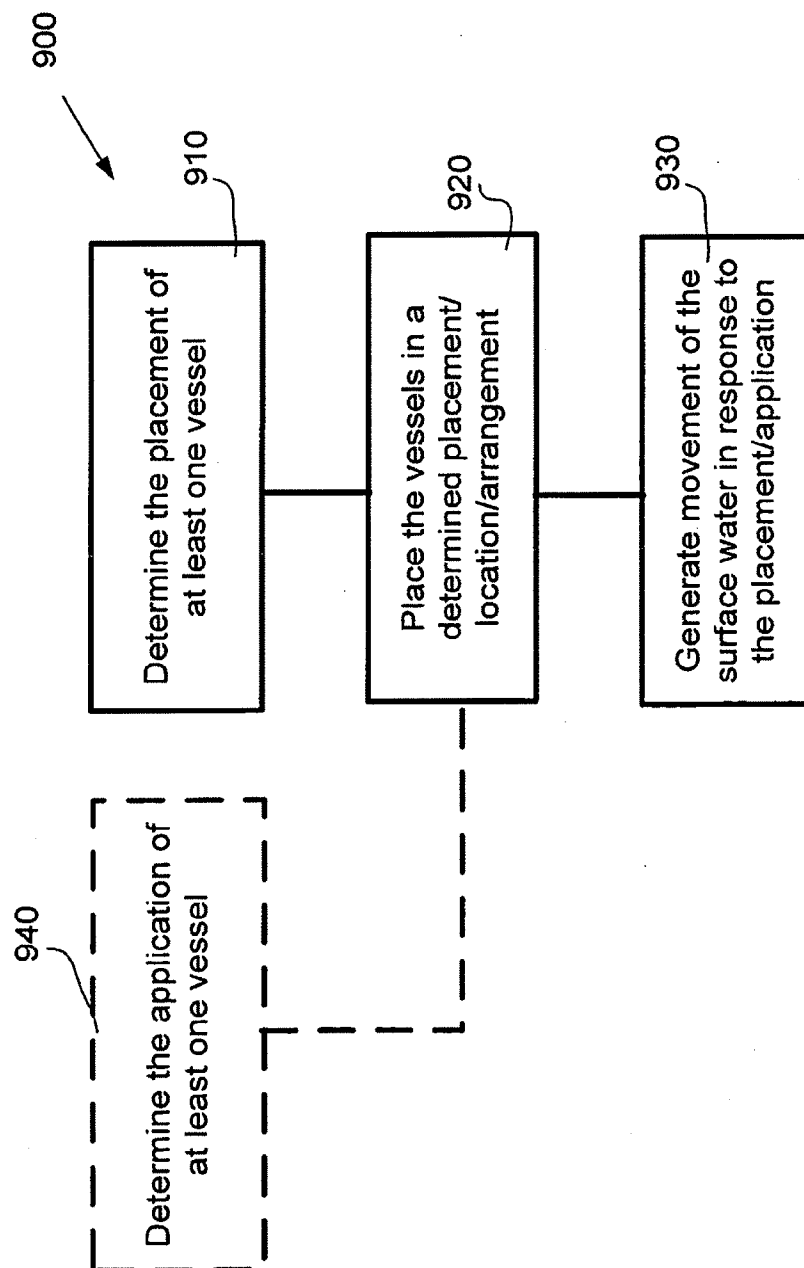 900
910
Determine the placement of
at least one vessel
940
Determine the application of
at least one vessel
920
Place the vessels in a
determined placement/
location/arrangement
930
Generate movement of the
surface water in response to
the placement/application